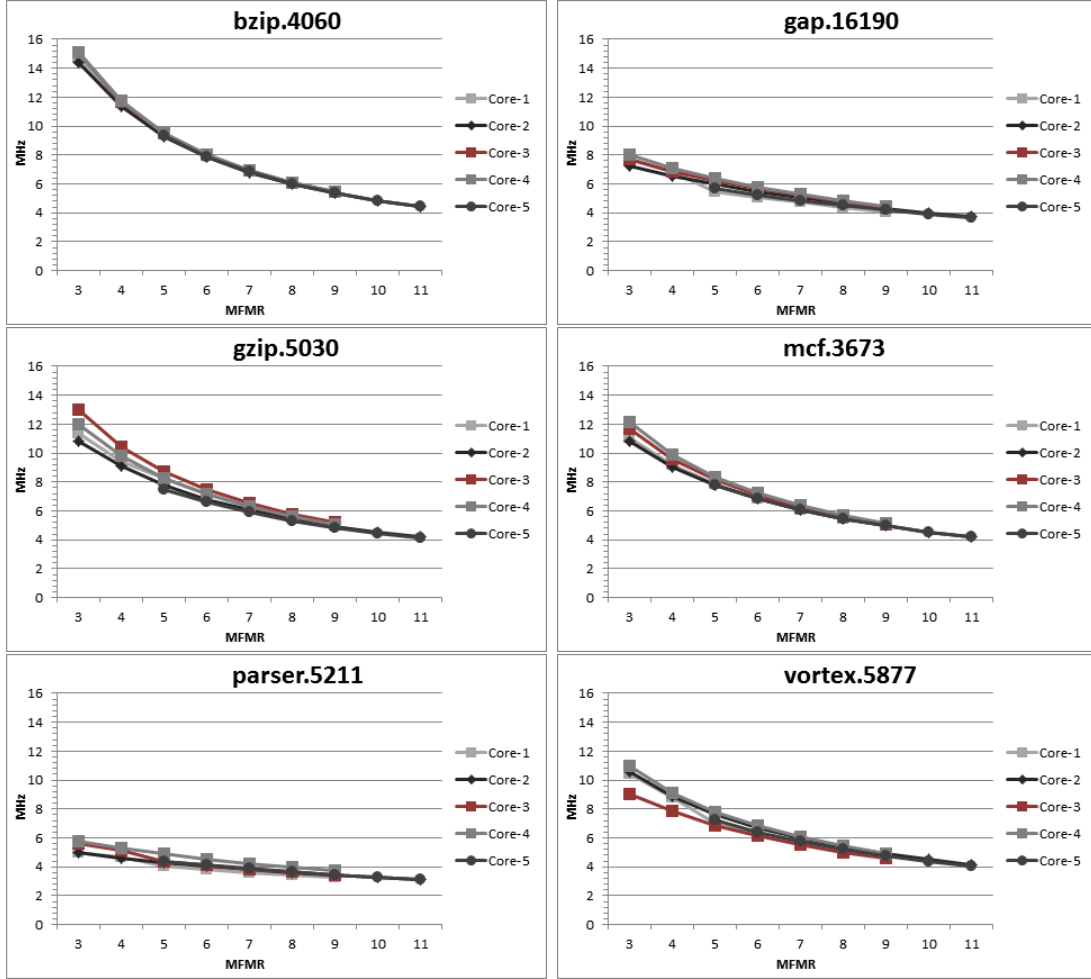 bzip.4060
16
14
12
10
8
6
4
2
0
MHz
3 4 5 6 7 8 9 10 11
MFMR
Core-1
Core-2
Core-3
Core-4
Core-5
gap.16190
16
14
12
10
8
6
4
2
0
MHz
3 4 5 6 7 8 9 10 11
MFMR
Core-1
Core-2
Core-3
Core-4
Core-5
gzip.5030
16
14
12
10
8
6
4
2
0
MHz
3 4 5 6 7 8 9 10 11
MFMR
Core-1
Core-2
Core-3
Core-4
Core-5
mcf.3673
16
14
12
10
8
6
4
2
0
MHz
3 4 5 6 7 8 9 10 11
MFMR
Core-1
Core-2
Core-3
Core-4
Core-5
parser.5211
16
14
12
10
8
6
4
2
0
MHz
3 4 5 6 7 8 9 10 11
MFMR
Core-1
Core-2
Core-3
Core-4
Core-5
vortex.5877
16
14
12
10
8
6
4
2
0
MHz
3 4 5 6 7 8 9 10 11
MFMR
Core-1
Core-2
Core-3
Core-4
Core-5